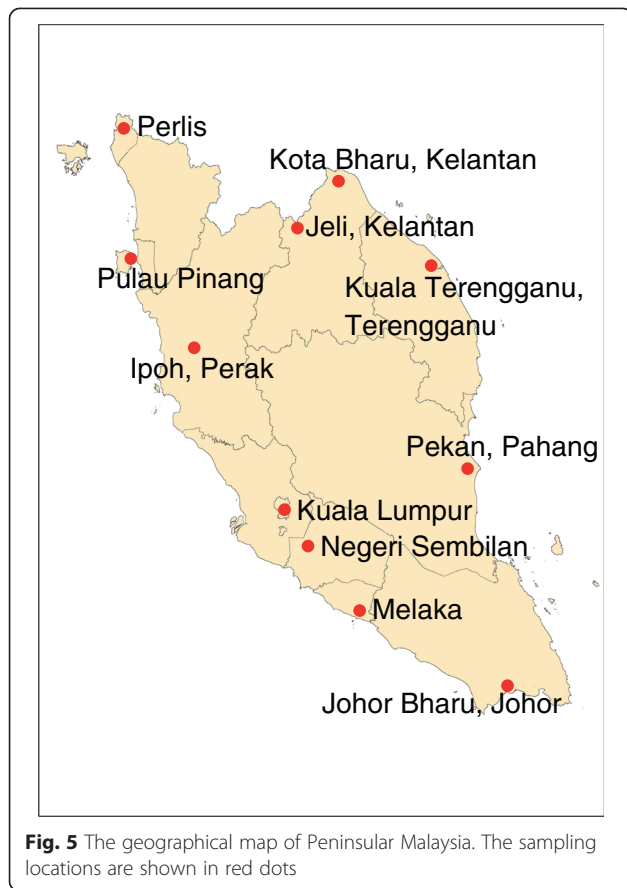 Perlis
Kota Bharu, Kelantan
Jeli, Kelantan
Pulau Pinang
Kuala Terengganu,
Terengganu
Ipoh, Perak
Pekan, Pahang
Kuala Lumpur
Negeri Sembilan
Melaka
Johor Bharu, Johor
Fig. 5 The geographical map of Peninsular Malaysia. The sampling
locations are shown in red dots